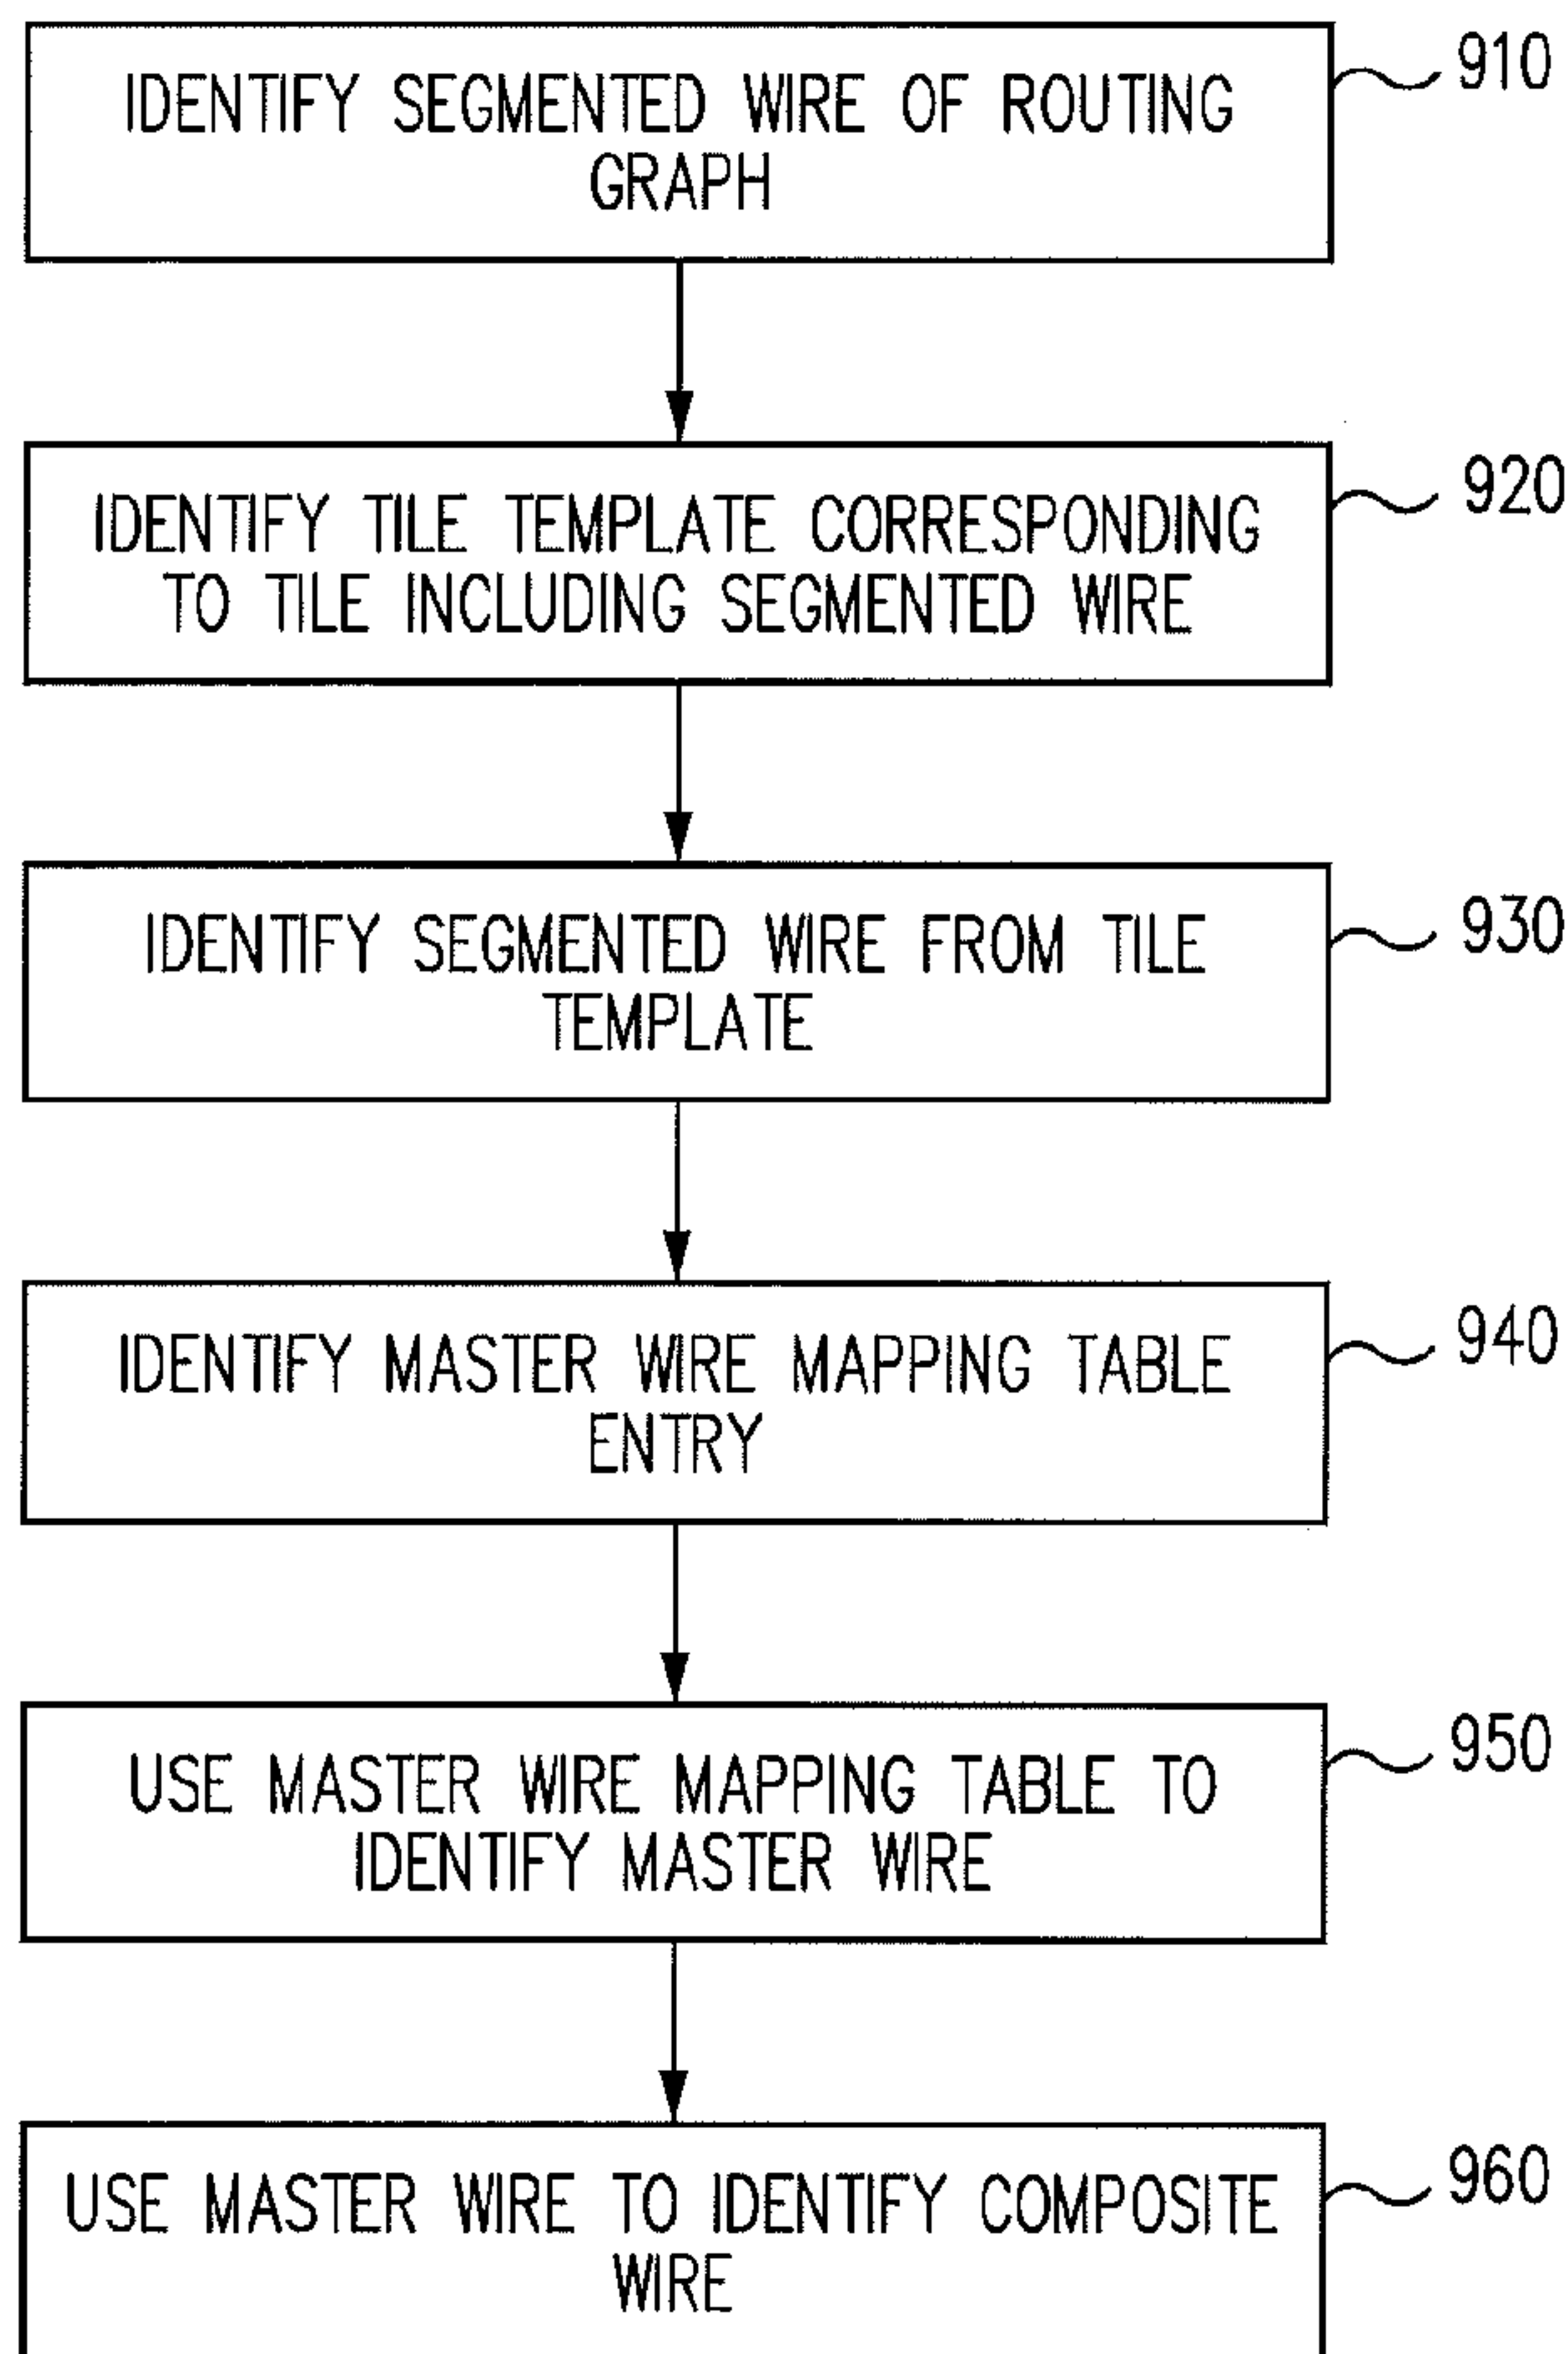 IDENTIFY SEGMENTED WIRE OF ROUTING
GRAPH
910
IDENTIFY TILE TEMPLATE CORRESPONDING
TO TILE INCLUDING SEGMENTED WIRE
920
IDENTIFY SEGMENTED WIRE FROM TILE
TEMPLATE
930
IDENTIFY MASTER WIRE MAPPING TABLE
ENTRY
940
USE MASTER WIRE MAPPING TABLE TO
IDENTIFY MASTER WIRE
950
USE MASTER WIRE TO IDENTIFY COMPOSITE
WIRE
960